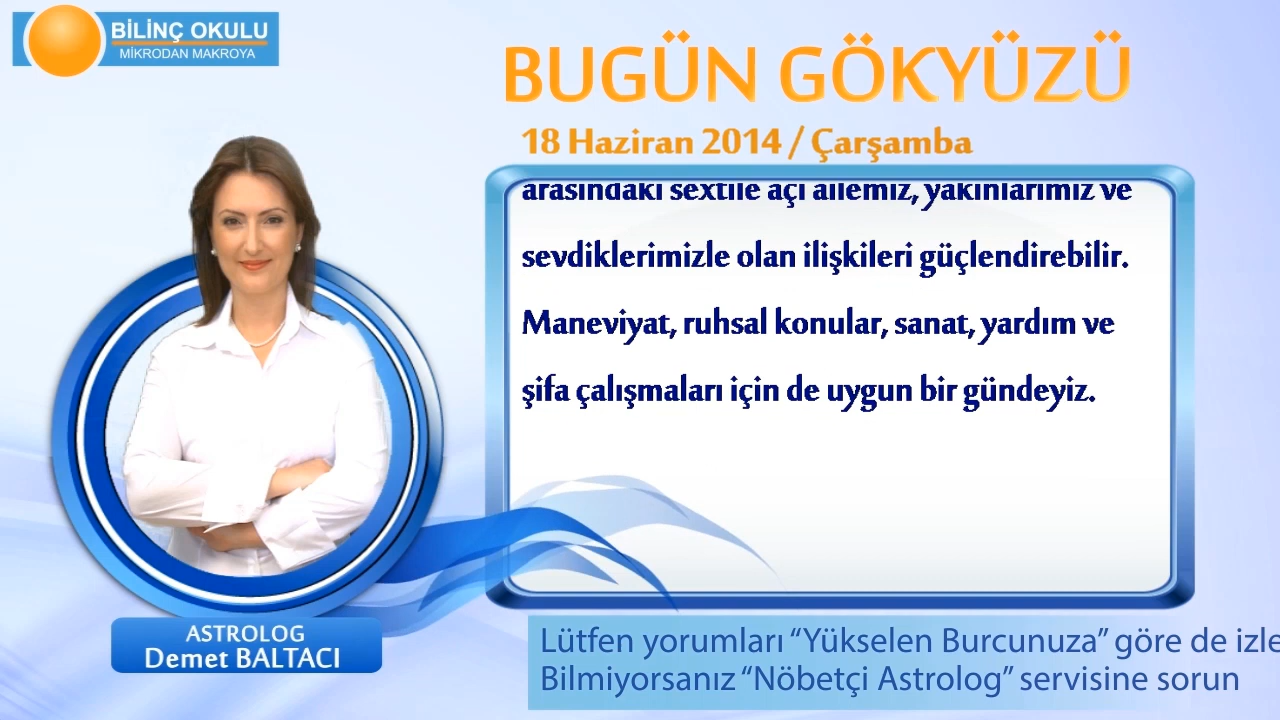 BİLİNÇ OKULU
MİKRODAN MAKROYA
BUGÜN GÖKYÜZÜ
18 Haziran 2014 / Çarşamba
arasındaki sextile açı ailemiz, yakınlarımız ve
sevdiklerimizle olan ilişkileri güçlendirebilir.
Maneviyat, ruhsal konular, sanat, yardım ve
şifa çalışmaları için de uygun bir gündeyiz.
ASTROLOG
Demet BALTACI
Lütfen yorumları “Yükselen Burcunuza” göre de izle
Bilmiyorsanız “Nöbetçi Astrolog” servisine sorun